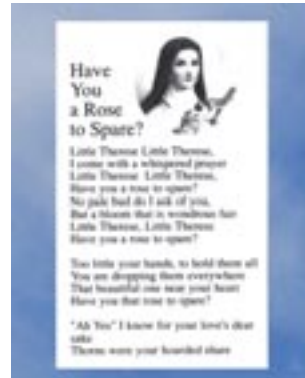 Have
You
a Rose
to Spare?
Little Therese Little Therese,
I come with a whispered prayer
Little Therese Little Therese,
Have you a rose to spare?
No pale bud do I ask of you,
But a bloom that is wondrous fair
Little Therese, Little Therese
Have you a rose to spare?
Too little your hands, to hold them all
You are dropping them everywhere
That beautiful one near your heart
Have you that rose to spare?
"Ah Yes" I know for your love's dear
sake
Thorns were your hoarded share